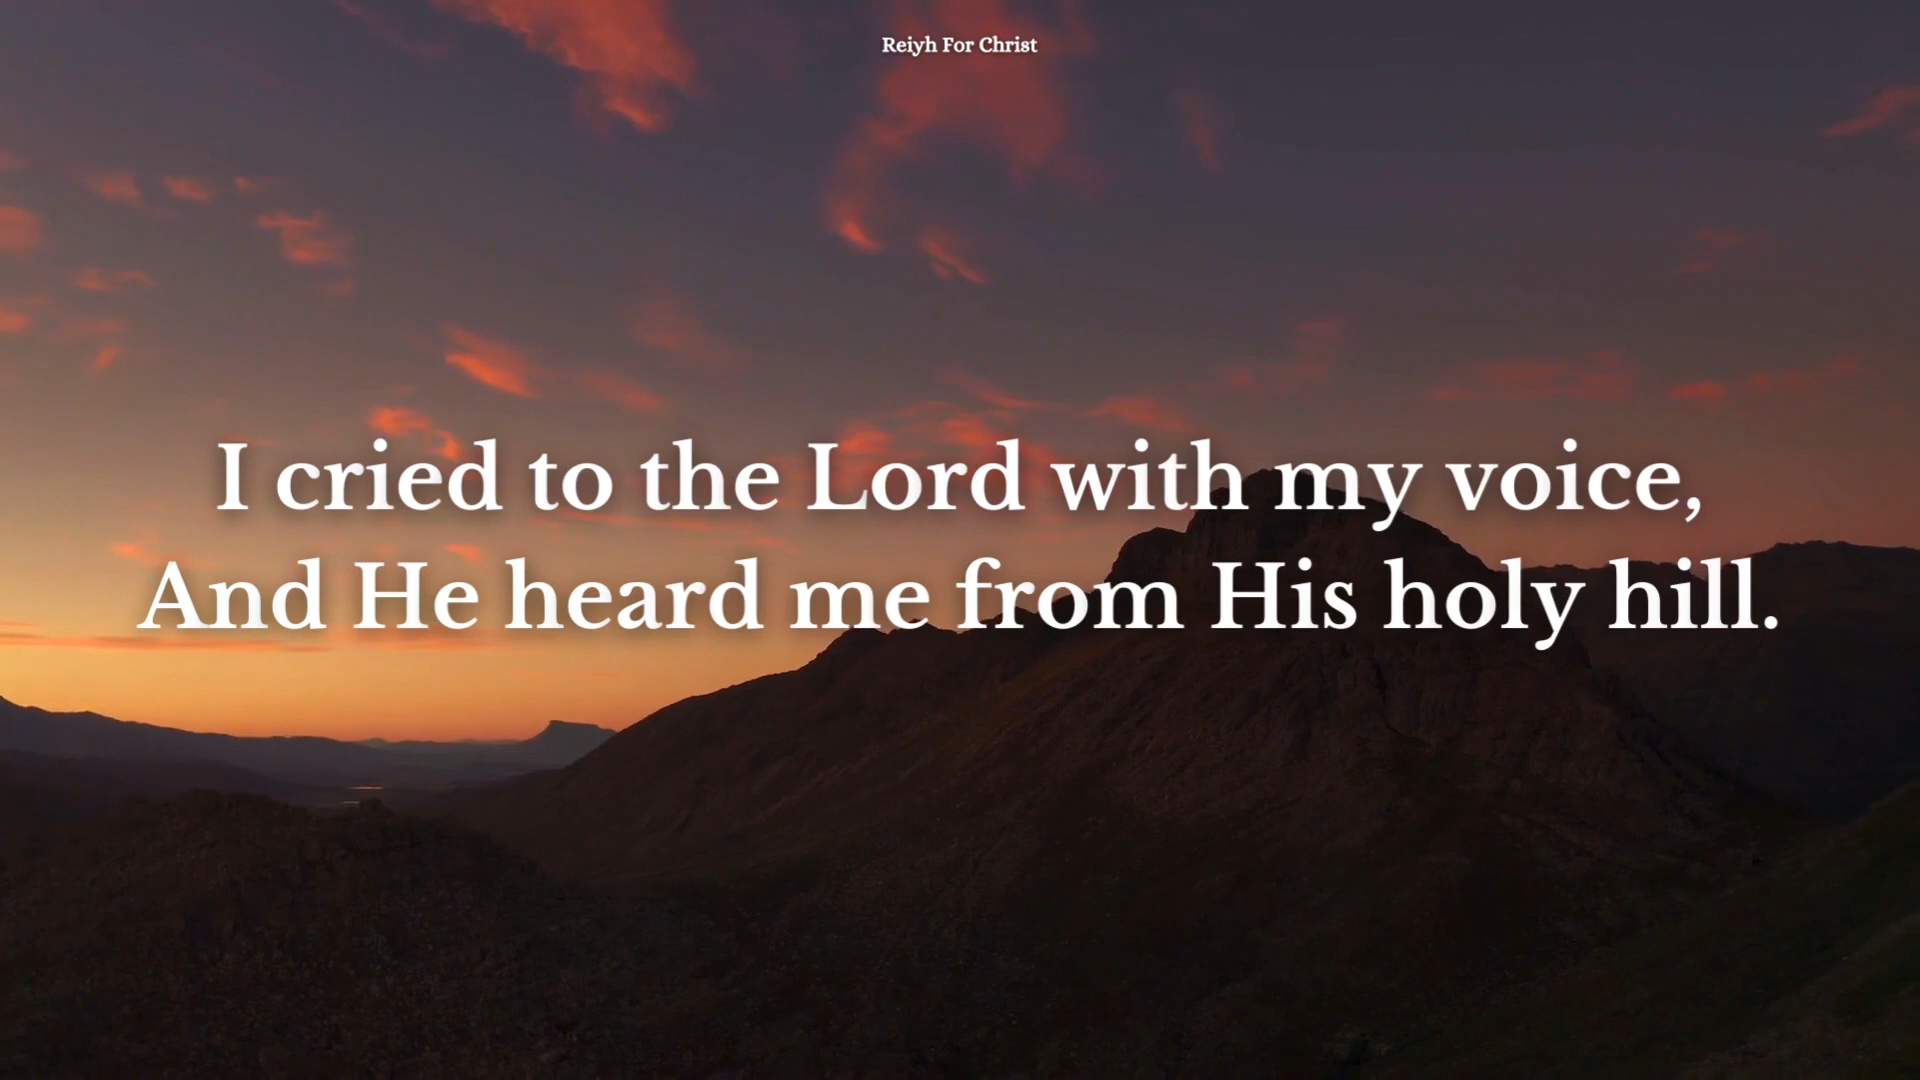 Reiyh For Christ
I cried to the Lord with my voice,
And He heard me from His holy hill.